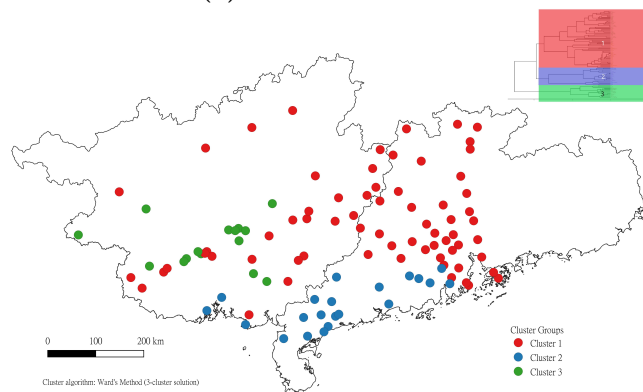 1
2
3
0 100 200 km
Cluster algorithm: Ward's Method (3-cluster solution)
Cluster Groups
Cluster 1
Cluster 2
Cluster 3